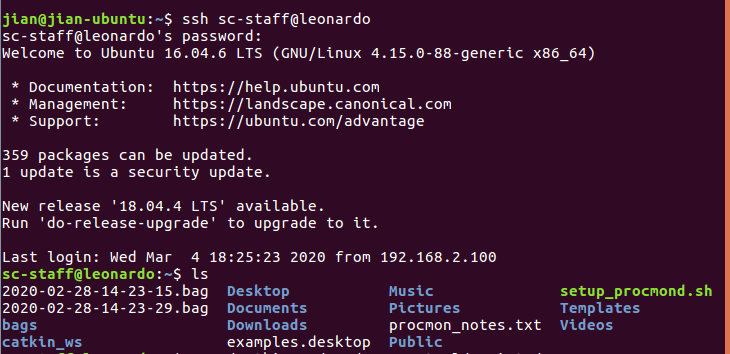 jian@jian-ubuntu:~$ ssh sc-staff@leonardo
sc-staff@leonardo's password:
Welcome to Ubuntu 16.04.6 LTS (GNU/Linux 4.15.0-88-generic x86_64)
* Documentation:  https://help.ubuntu.com
* Management:     https://landscape.canonical.com
* Support:        https://ubuntu.com/advantage
359 packages can be updated.
1 update is a security update.
New release '18.04.4 LTS' available.
Run 'do-release-upgrade' to upgrade to it.
Last login: Wed Mar  4 18:25:23 2020 from 192.168.2.100
sc-staff@leonardo:~$ ls
2020-02-28-14-23-15.bag  Desktop           Music             setup_procmond.sh
2020-02-28-14-23-29.bag  Documents         Pictures          Templates
bags                     Downloads         procmon_notes.txt  Videos
catkin_ws                examples.desktop  Public